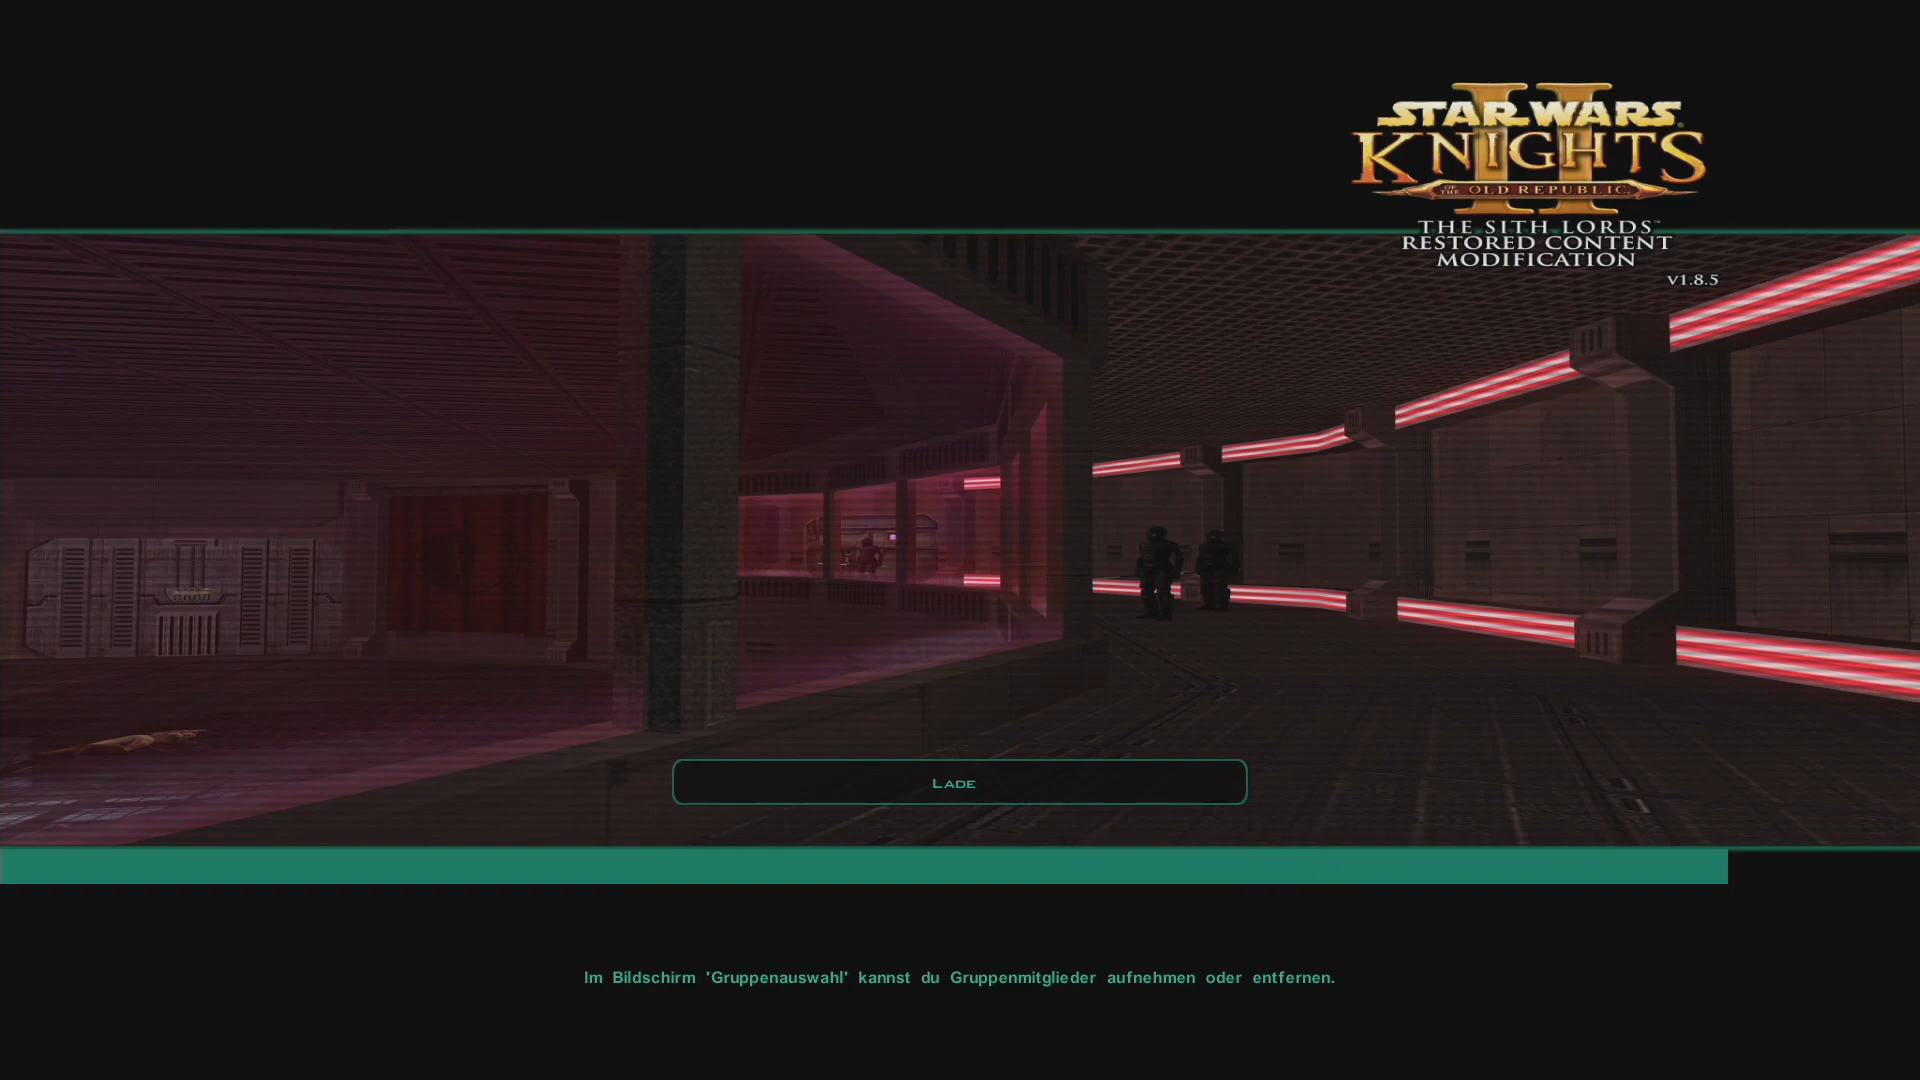 STAR WARS
KNIGHTS
II
OF THE OLD REPUBLIC
THE SITH LORDS™
RESTORED CONTENT
MODIFICATION
v1.8.5
LADE
Im Bildschirm 'Gruppenauswahl' kannst du Gruppenmitglieder aufnehmen oder entfernen.